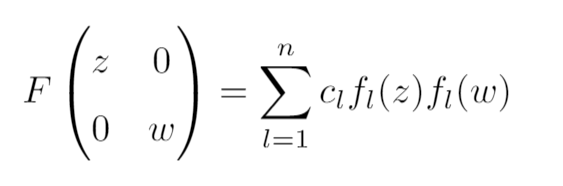 F \begin{pmatrix} z & 0 \\ 0 & w \end{pmatrix} = \sum_{l=1}^{n} c_l f_l(z) f_l(w)